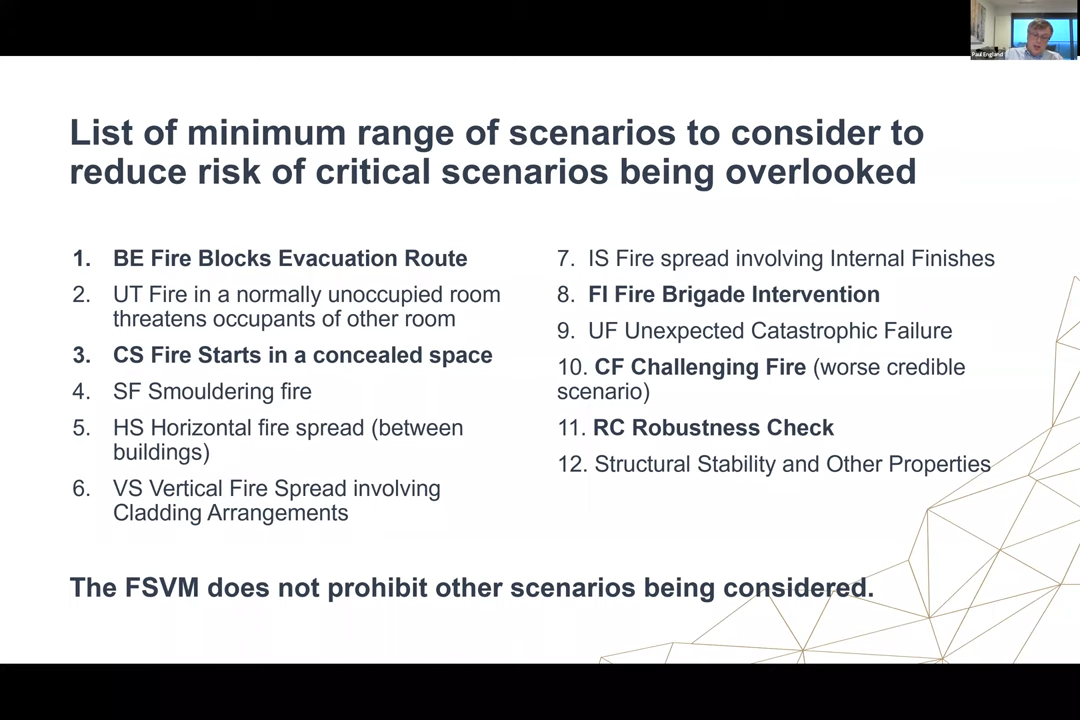 Paul England
List of minimum range of scenarios to consider to
reduce risk of critical scenarios being overlooked
1. BE Fire Blocks Evacuation Route
2. UT Fire in a normally unoccupied room
threatens occupants of other room
3. CS Fire Starts in a concealed space
4. SF Smouldering fire
5. HS Horizontal fire spread (between
buildings)
6. VS Vertical Fire Spread involving
Cladding Arrangements
7. IS Fire spread involving Internal Finishes
8. FI Fire Brigade Intervention
9. UF Unexpected Catastrophic Failure
10. CF Challenging Fire (worse credible
scenario)
11. RC Robustness Check
12. Structural Stability and Other Properties
The FSVM does not prohibit other scenarios being considered.